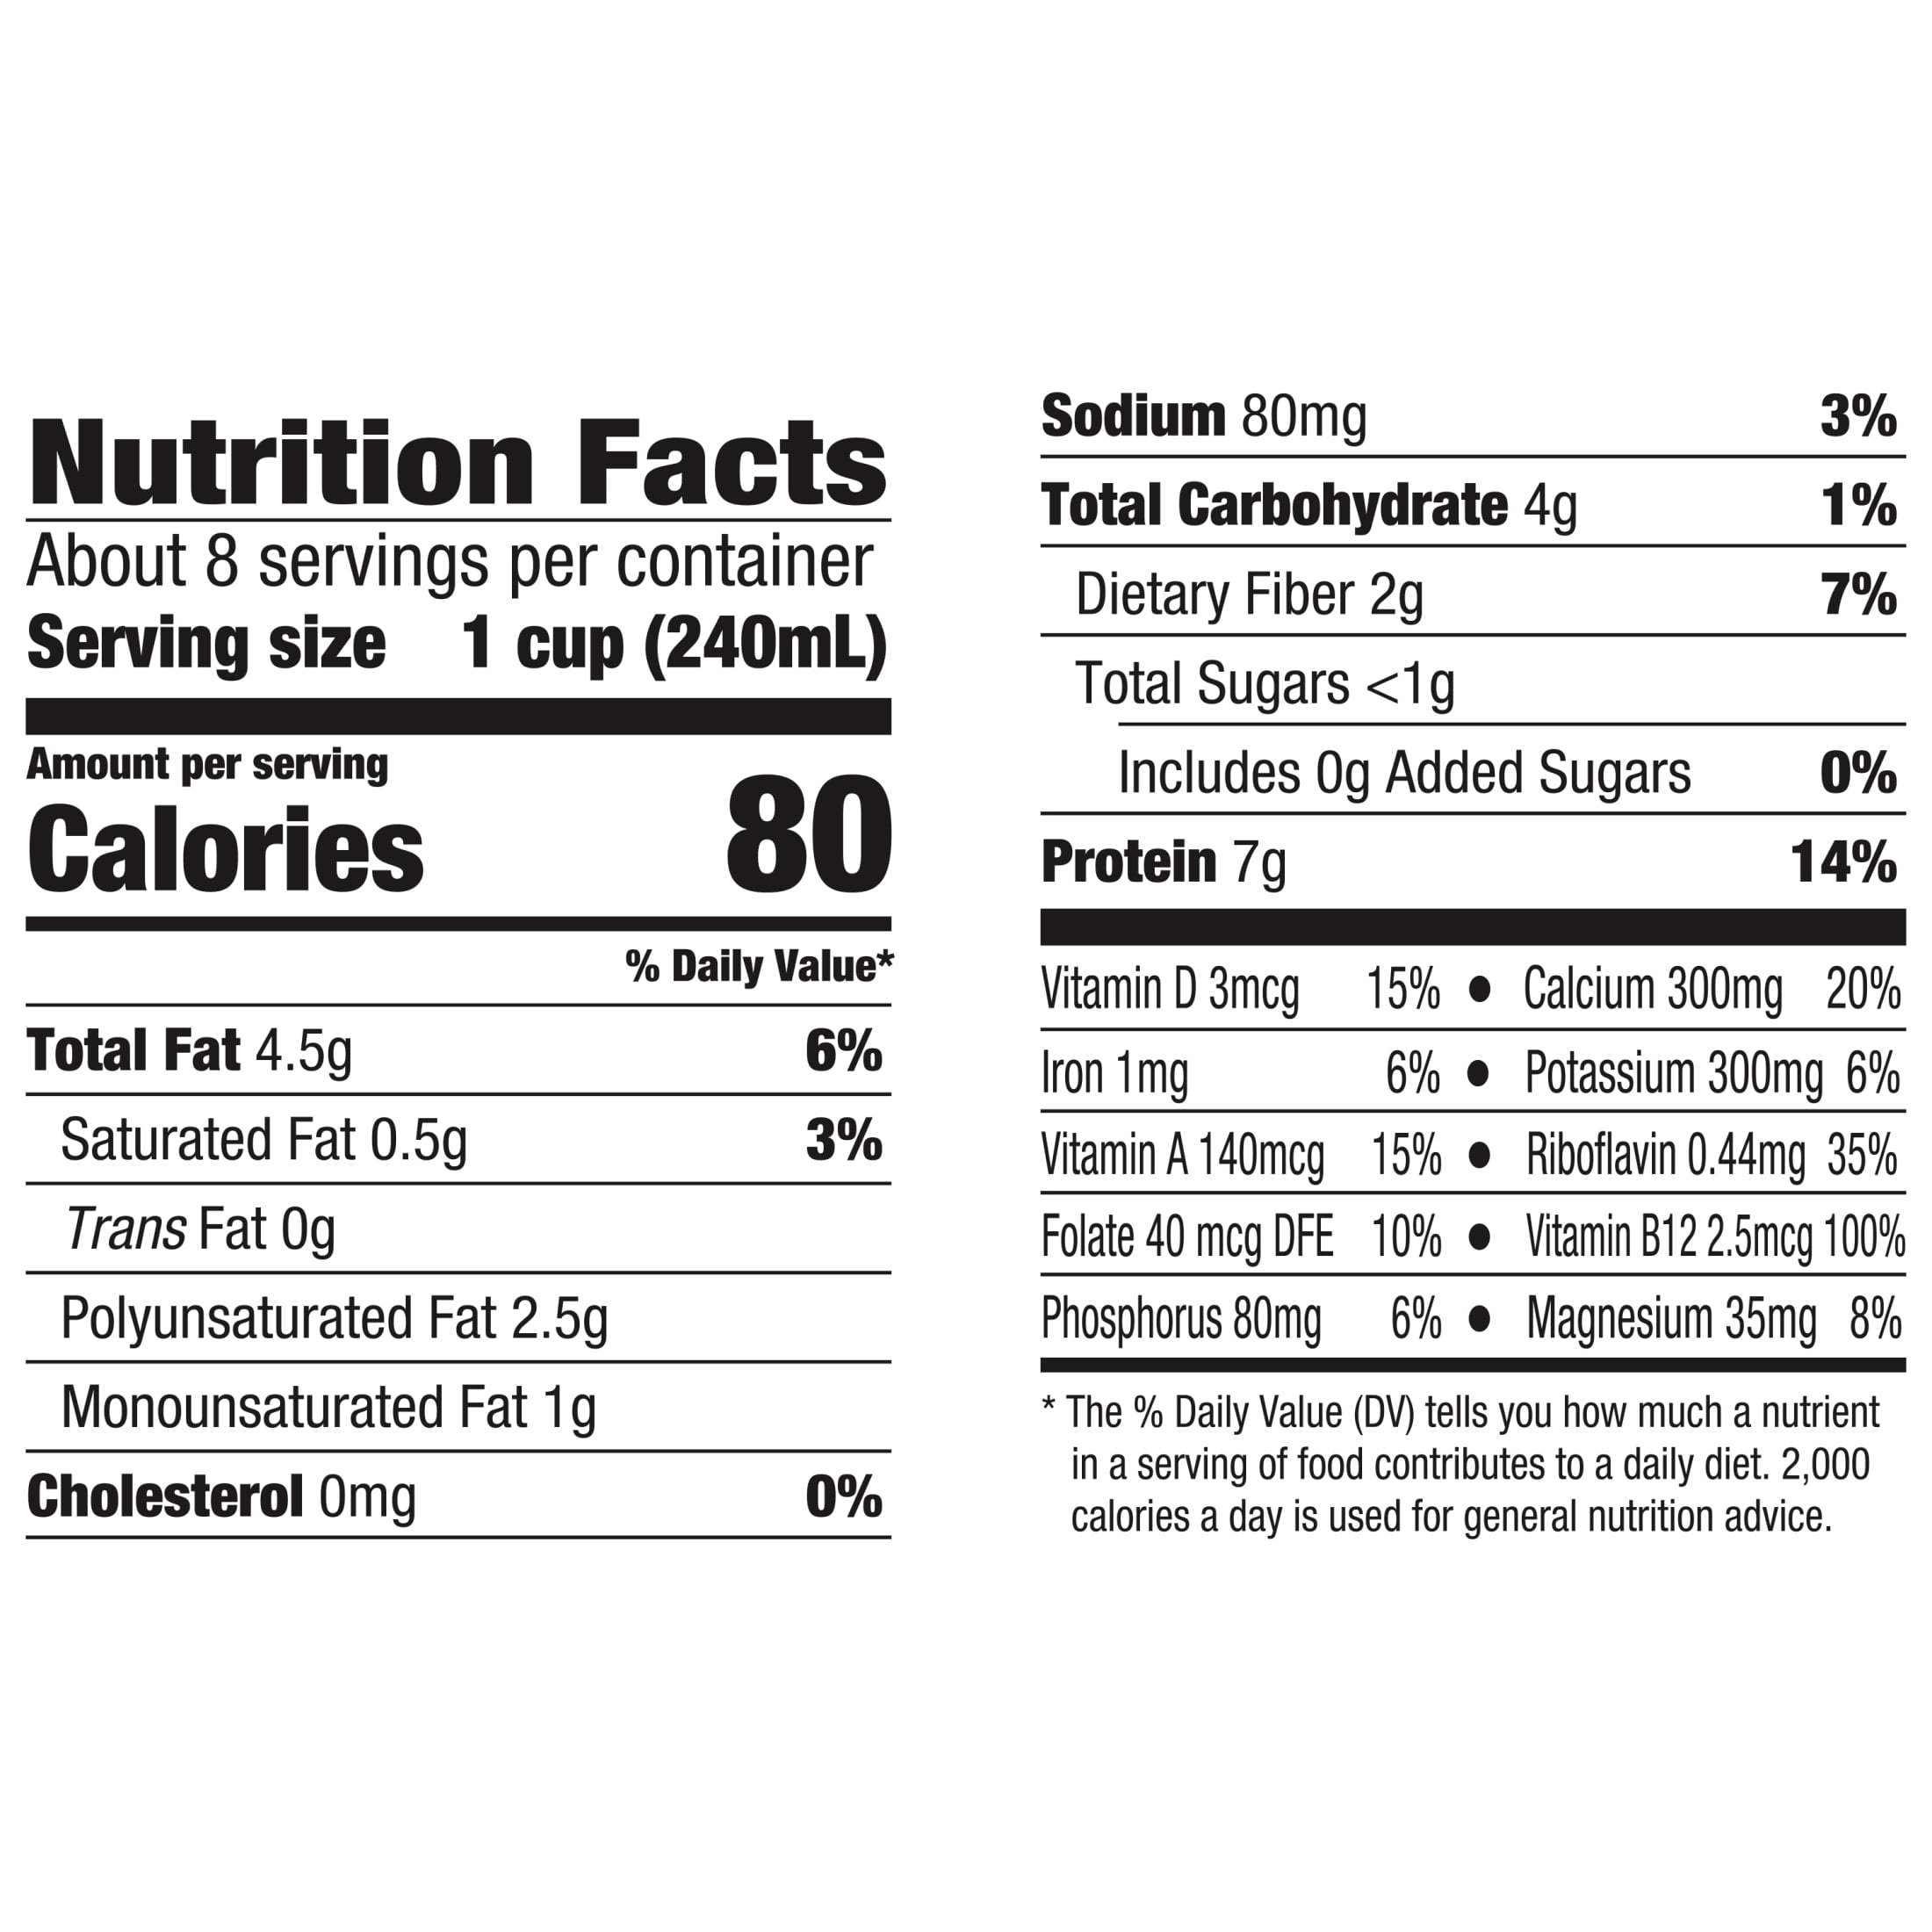 Nutrition Facts
About 8 servings per container
Serving size 1 cup (240mL)
Amount per serving
Calories 80
% Daily Value*
Total Fat 4.5g 6%
Saturated Fat 0.5g 3%
Trans Fat 0g
Polyunsaturated Fat 2.5g
Monounsaturated Fat 1g
Cholesterol 0mg 0%
Sodium 80mg 3%
Total Carbohydrate 4g 1%
Dietary Fiber 2g 7%
Total Sugars <1g
Includes 0g Added Sugars 0%
Protein 7g 14%
Vitamin D 3mcg 15% ● Calcium 300mg 20%
Iron 1mg 6% ● Potassium 300mg 6%
Vitamin A 140mcg 15% ● Riboflavin 0.44mg 35%
Folate 40 mcg DFE 10% ● Vitamin B12 2.5mcg 100%
Phosphorus 80mg 6% ● Magnesium 35mg 8%
* The % Daily Value (DV) tells you how much a nutrient
in a serving of food contributes to a daily diet. 2,000
calories a day is used for general nutrition advice.